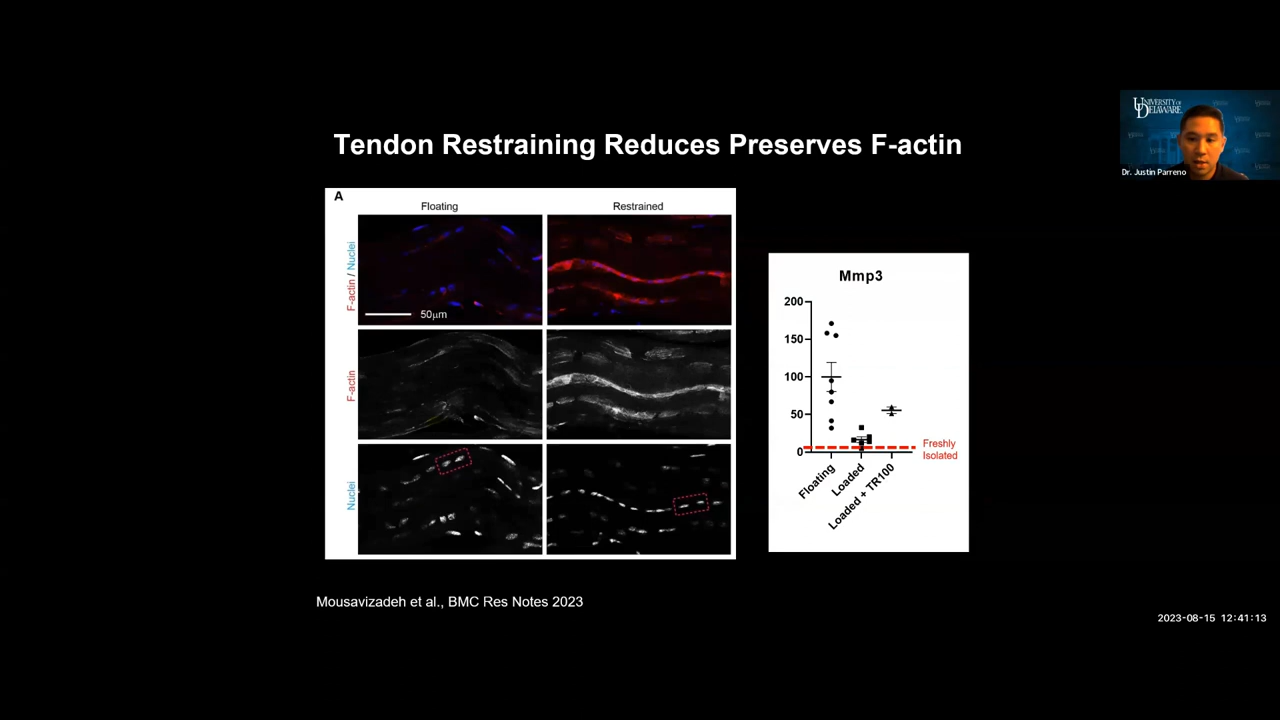 UNIVERSITY OF
DELAWARE
Dr. Justin Parreno
Tendon Restraining Reduces Preserves F-actin
A
Floating
Restrained
F-actin / Nuclei
50μm
F-actin
Nuclei
Mmp3
200
150
100
50
0
Freshly
Isolated
Floating
Loaded
Loaded + TR100
Mousavizadeh et al., BMC Res Notes 2023
2023-08-15 12:41:13